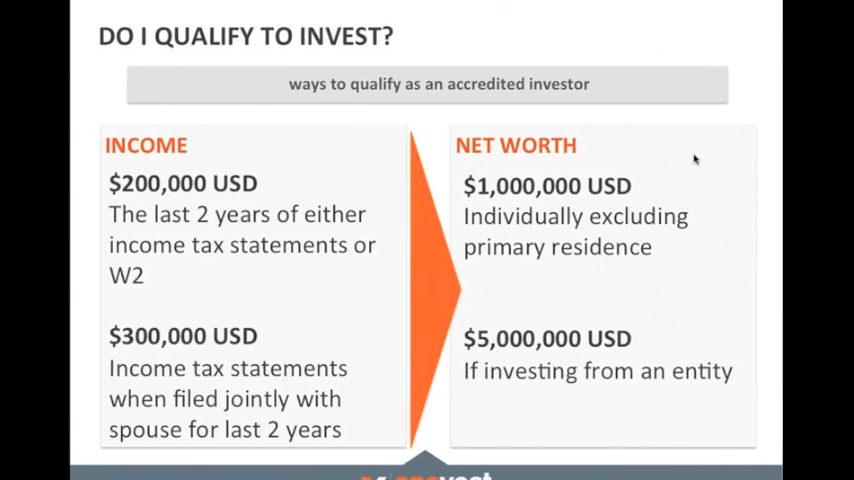 DO I QUALIFY TO INVEST?
ways to qualify as an accredited investor
INCOME
$200,000 USD
The last 2 years of either
income tax statements or
W2
$300,000 USD
Income tax statements
when filed jointly with
spouse for last 2 years
NET WORTH
$1,000,000 USD
Individually excluding
primary residence
$5,000,000 USD
If investing from an entity